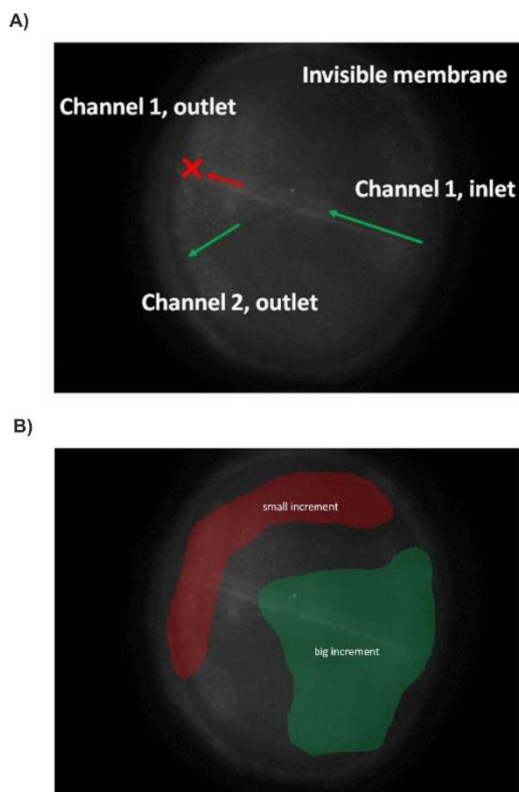 A)
Invisible membrane
Channel 1, outlet
Channel 1, inlet
Channel 2, outlet
B)
small increment
big increment